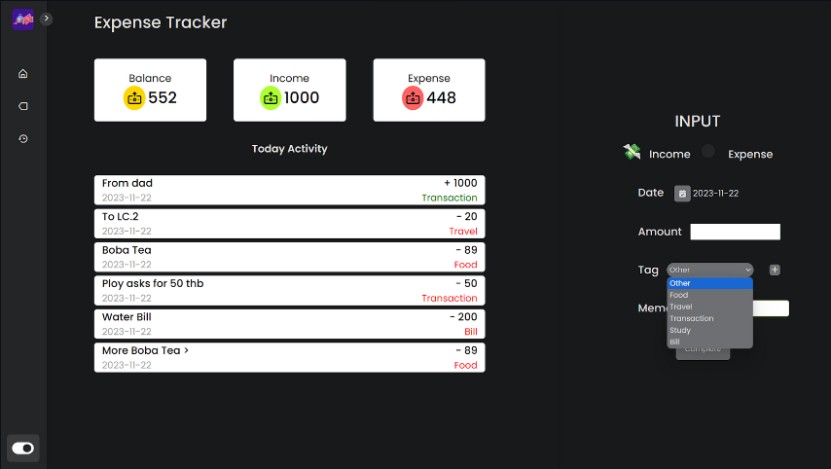 Expense Tracker
Balance
552
Income
1000
Expense
448
Today Activity
From dad + 1000
2023-11-22 Transaction
To LC.2 - 20
2023-11-22 Travel
Boba Tea - 89
2023-11-22 Food
Ploy asks for 50 thb - 50
2023-11-22 Transaction
Water Bill - 200
2023-11-22 Bill
More Boba Tea > - 89
2023-11-22 Food
INPUT
Income Expense
Date 2023-11-22
Amount
Tag Other
Other
Food
Travel
Transaction
Study
Bill
Complete